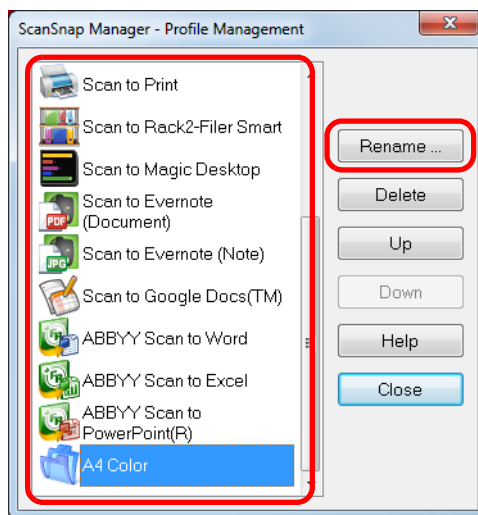 ScanSnap Manager - Profile Management
Scan to Print
Scan to Rack2-Filer Smart
Scan to Magic Desktop
Scan to Evernote
(Document)
Scan to Evernote (Note)
Scan to Google Docs(TM)
ABBYY Scan to Word
ABBYY Scan to Excel
ABBYY Scan to
PowerPoint(R)
A4 Color
PDF
JPG
Rename ...
Delete
Up
Down
Help
Close